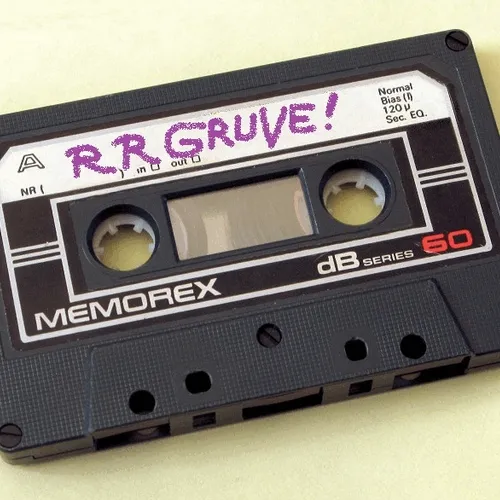 R R GRUVE!
Normal
Bias (I)
120 µ
Sec. EQ.
A
NR ( ) in □ out □
dB SERIES 60
MEMOREX